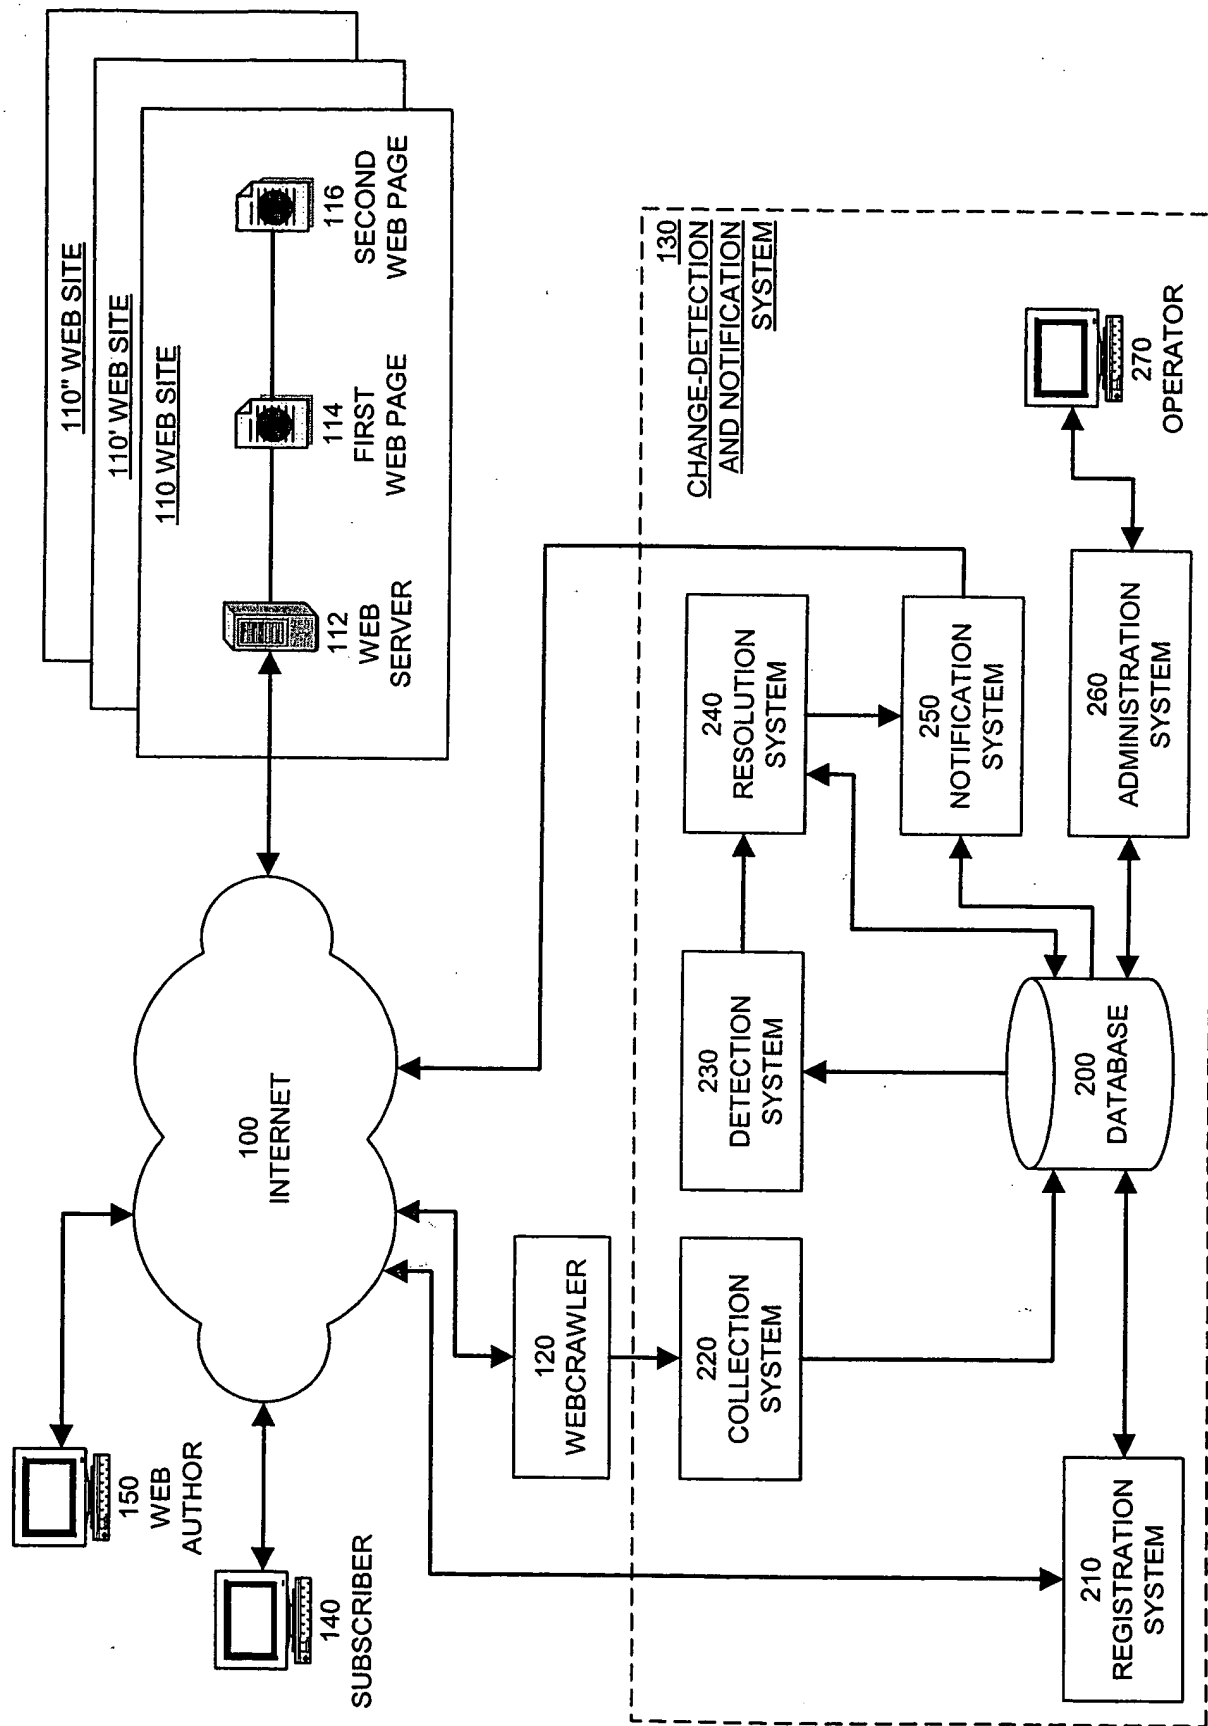 150
WEB
AUTHOR
140
SUBSCRIBER
100
INTERNET
110" WEB SITE
110' WEB SITE
110 WEB SITE
112
WEB
SERVER
114
FIRST
WEB PAGE
116
SECOND
WEB PAGE
120
WEBCRAWLER
130
CHANGE-DETECTION
AND NOTIFICATION
SYSTEM
220
COLLECTION
SYSTEM
230
DETECTION
SYSTEM
240
RESOLUTION
SYSTEM
250
NOTIFICATION
SYSTEM
210
REGISTRATION
SYSTEM
200
DATABASE
260
ADMINISTRATION
SYSTEM
270
OPERATOR